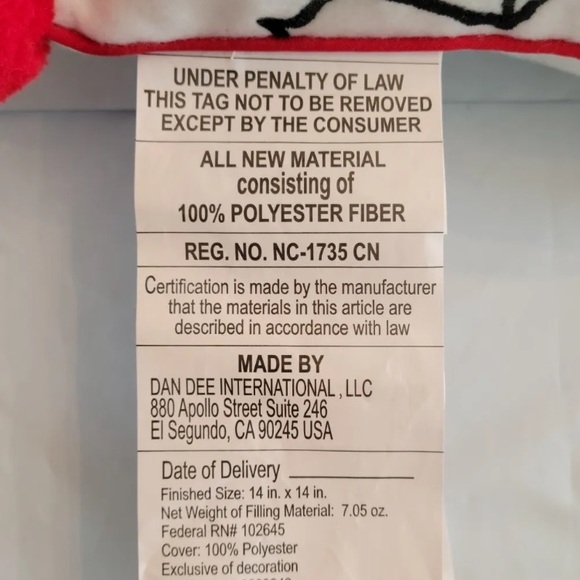 UNDER PENALTY OF LAW
THIS TAG NOT TO BE REMOVED
EXCEPT BY THE CONSUMER
ALL NEW MATERIAL
consisting of
100% POLYESTER FIBER
REG. NO. NC-1735 CN
Certification is made by the manufacturer
that the materials in this article are
described in accordance with law
MADE BY
DAN DEE INTERNATIONAL , LLC
880 Apollo Street Suite 246
El Segundo, CA 90245 USA
Date of Delivery
Finished Size: 14 in. x 14 in.
Net Weight of Filling Material: 7.05 oz.
Federal RN# 102645
Cover: 100% Polyester
Exclusive of decoration